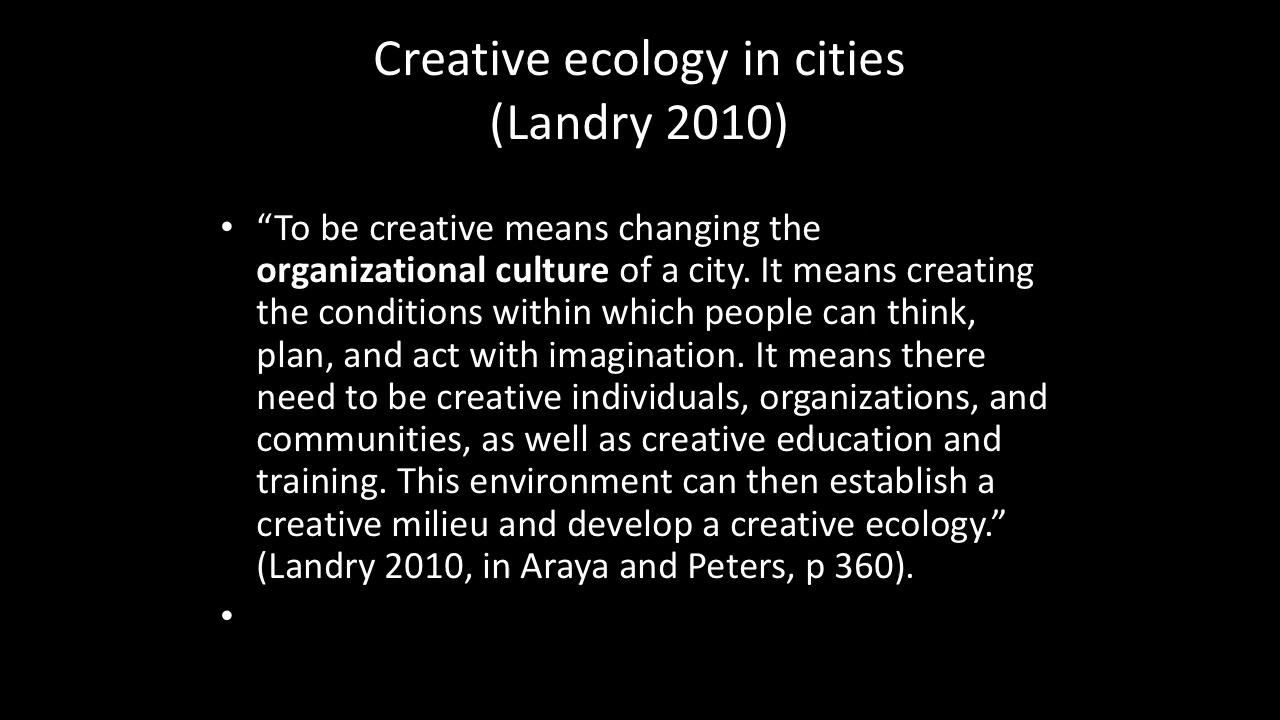 Creative ecology in cities
(Landry 2010)
• “To be creative means changing the
organizational culture of a city. It means creating
the conditions within which people can think,
plan, and act with imagination. It means there
need to be creative individuals, organizations, and
communities, as well as creative education and
training. This environment can then establish a
creative milieu and develop a creative ecology.”
(Landry 2010, in Araya and Peters, p 360).
•